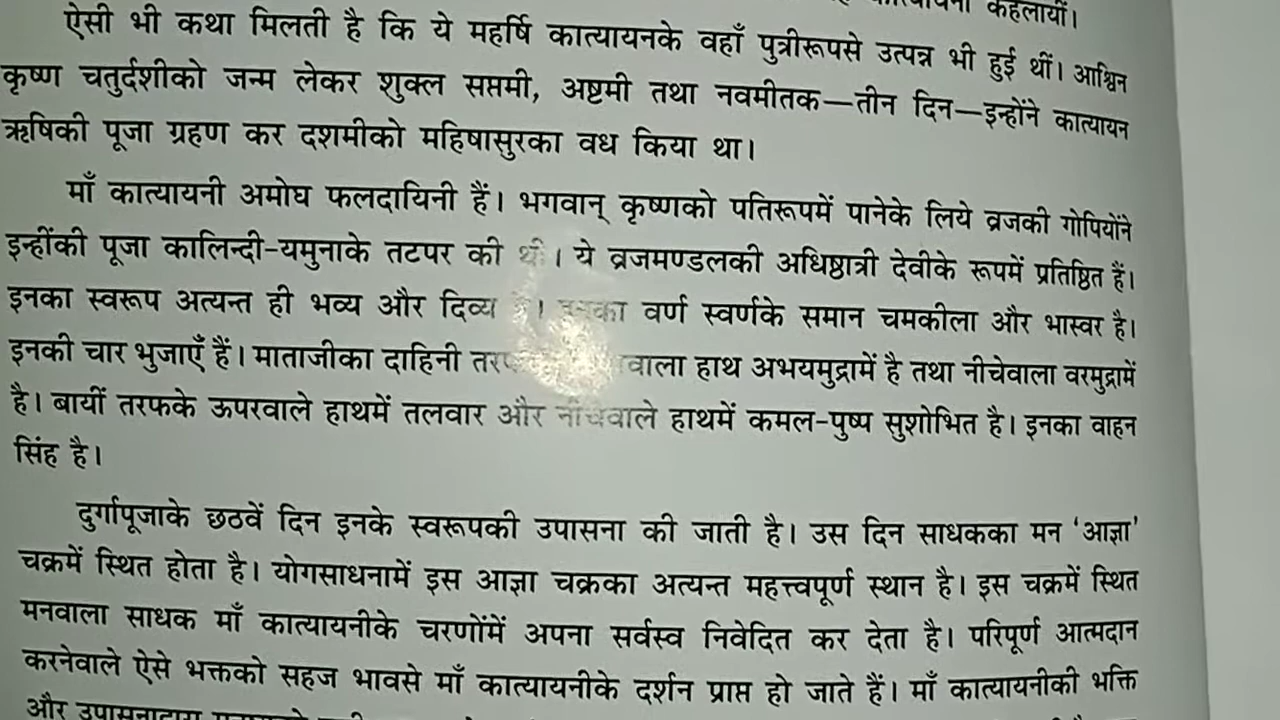 कहलायीं।
ऐसी भी कथा मिलती है कि ये महर्षि कात्यायनके वहाँ पुत्रीरूपसे उत्पन्न भी हुई थीं। आश्विन
कृष्ण चतुर्दशीको जन्म लेकर शुक्ल सप्तमी, अष्टमी तथा नवमीतक—तीन दिन—इन्होंने कात्यायन
ऋषिकी पूजा ग्रहण कर दशमीको महिषासुरका वध किया था।
माँ कात्यायनी अमोघ फलदायिनी हैं। भगवान् कृष्णको पतिरूपमें पानेके लिये व्रजकी गोपियोंने
इन्हींकी पूजा कालिन्दी-यमुनाके तटपर की थी। ये व्रजमण्डलकी अधिष्ठात्री देवीके रूपमें प्रतिष्ठित हैं।
इनका स्वरूप अत्यन्त ही भव्य और दिव्य है। इनका वर्ण स्वर्णके समान चमकीला और भास्वर है।
इनकी चार भुजाएँ हैं। माताजीका दाहिनी हाथ अभयमुद्रामें है तथा नीचेवाला वरमुद्रामें
है। बायीं तरफके ऊपरवाले हाथमें तलवार और नीचेवाले हाथमें कमल-पुष्प सुशोभित है। इनका वाहन
सिंह है।
दुर्गापूजाके छठवें दिन इनके स्वरूपकी उपासना की जाती है। उस दिन साधकका मन ‘आज्ञा’
चक्रमें स्थित होता है। योगसाधनामें इस आज्ञा चक्रका अत्यन्त महत्त्वपूर्ण स्थान है। इस चक्रमें स्थित
मनवाला साधक माँ कात्यायनीके चरणोंमें अपना सर्वस्व निवेदित कर देता है। परिपूर्ण आत्मदान
करनेवाले ऐसे भक्तको सहज भावसे माँ कात्यायनीके दर्शन प्राप्त हो जाते हैं। माँ कात्यायनीकी भक्ति
और